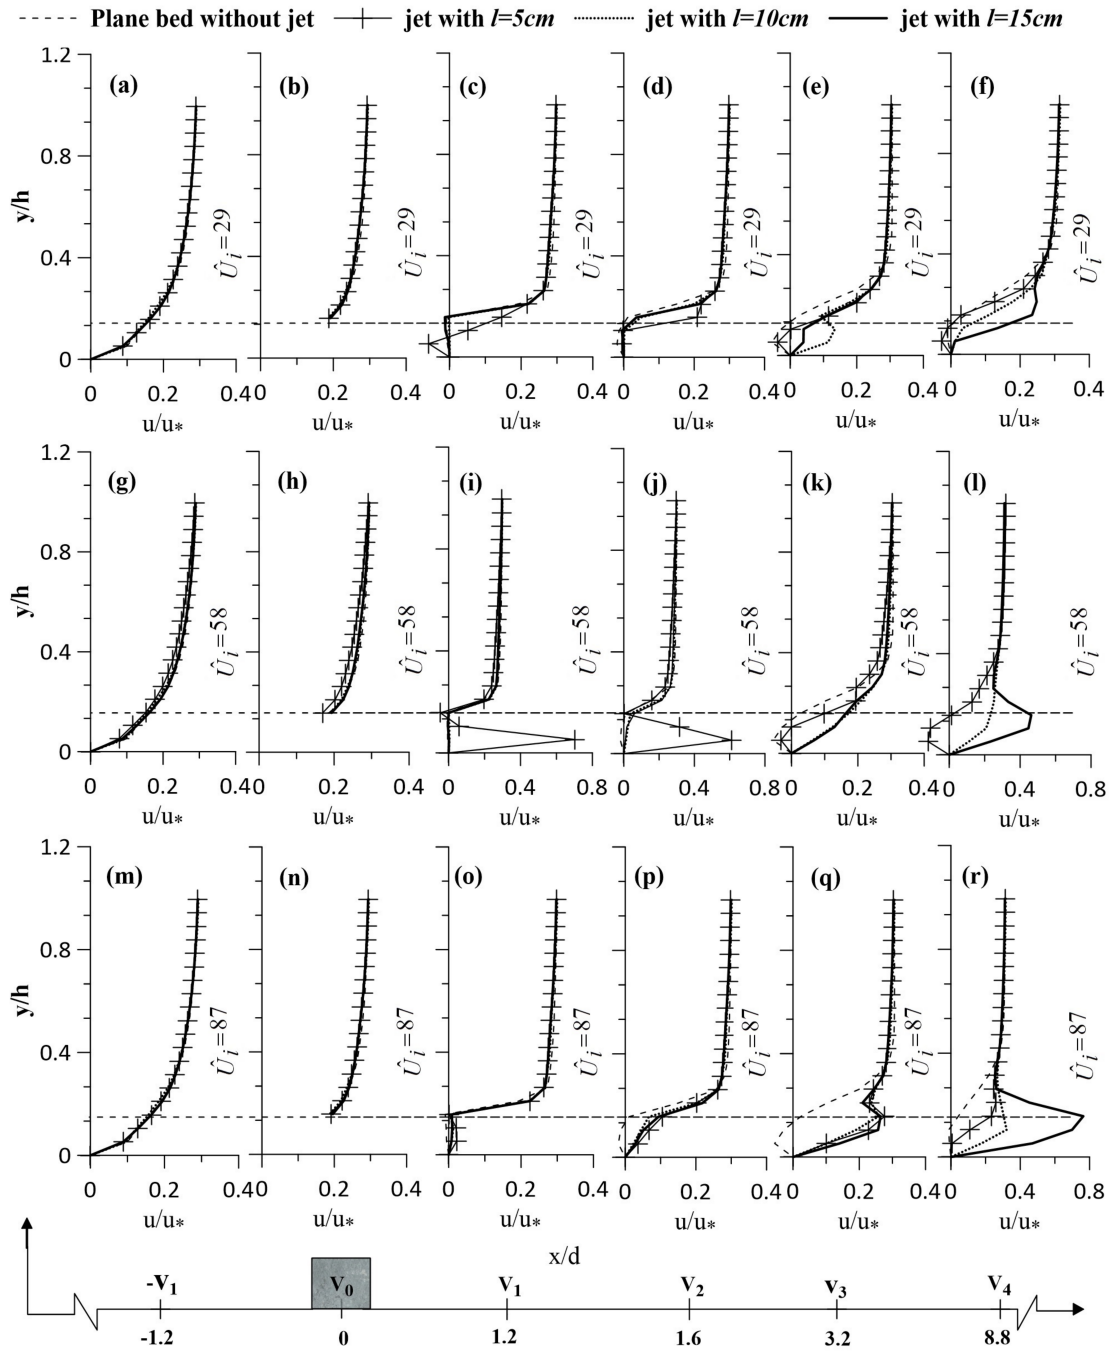 Plane bed without jet jet with l=5cm jet with l=10cm jet with l=15cm
1.2 (a) (b) (c) (d) (e) (f)
0.8
y/h
Û_i=29 Û_i=29 Û_i=29 Û_i=29 Û_i=29 Û_i=29
0.4
0
0 0.2 0.4 0 0.2 0.4 0 0.2 0.4 0 0.2 0.4 0 0.2 0.4 0 0.2 0.4
u/u* u/u* u/u* u/u* u/u* u/u*
1.2 (g) (h) (i) (j) (k) (l)
0.8
y/h
Û_i=58 Û_i=58 Û_i=58 Û_i=58 Û_i=58 Û_i=58
0.4
0
0 0.2 0.4 0 0.2 0.4 0 0.4 0.8 0 0.4 0.8 0 0.2 0.4 0 0.4 0.8
u/u* u/u* u/u* u/u* u/u* u/u*
1.2 (m) (n) (o) (p) (q) (r)
0.8
y/h
Û_i=87 Û_i=87 Û_i=87 Û_i=87 Û_i=87 Û_i=87
0.4
0
0 0.2 0.4 0 0.2 0.4 0 0.2 0.4 0 0.2 0.4 0 0.2 0.4 0 0.4 0.8
u/u* u/u* u/u* u/u* u/u* u/u*
x/d
-V₁ V₀ V₁ V₂ V₃ V₄
-1.2 0 1.2 1.6 3.2 8.8